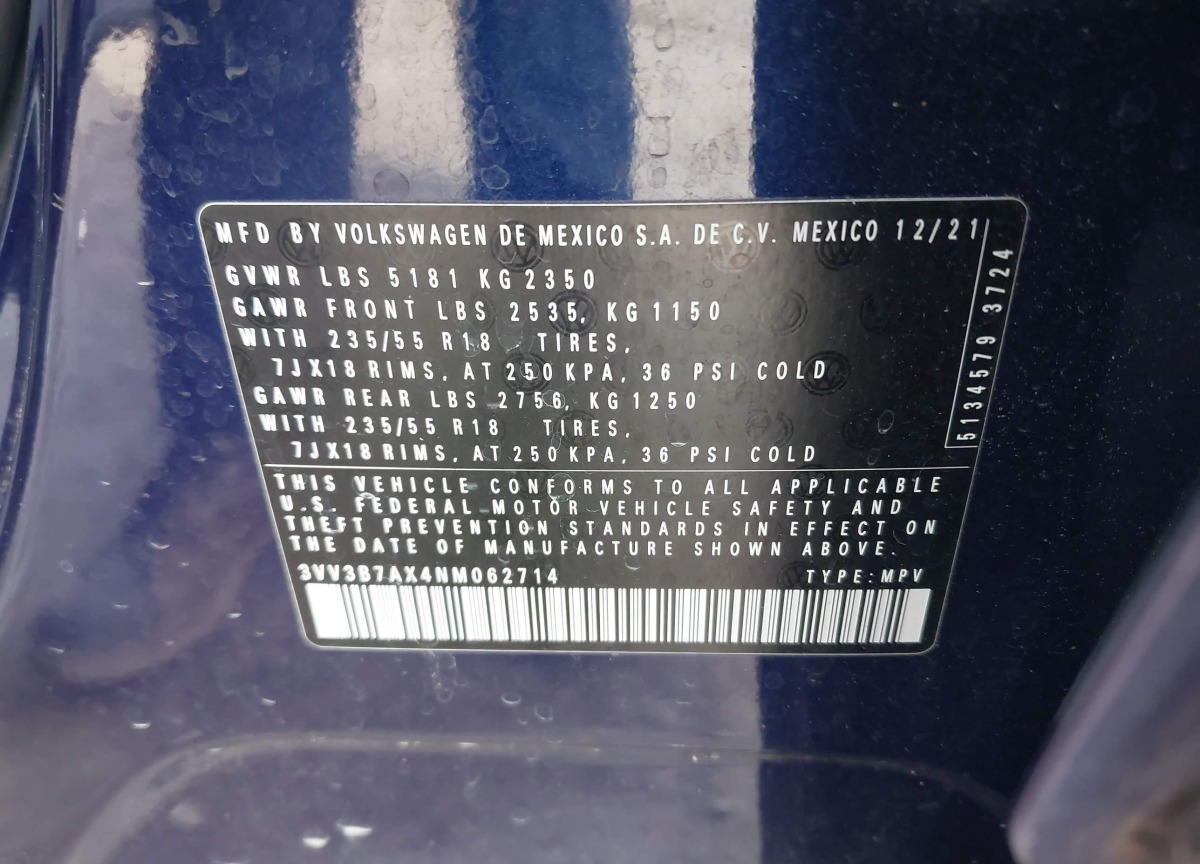 MFD BY VOLKSWAGEN DE MEXICO S.A. DE C.V. MEXICO 12/21
GVWR LBS 5181 KG 2350
GAWR FRONT LBS 2535, KG 1150
WITH 235/55 R18 TIRES,
7JX18 RIMS, AT 250 KPA, 36 PSI COLD
GAWR REAR LBS 2756, KG 1250
WITH 235/55 R18 TIRES,
7JX18 RIMS, AT 250 KPA, 36 PSI COLD
5134579 3724
THIS VEHICLE CONFORMS TO ALL APPLICABLE
U.S. FEDERAL MOTOR VEHICLE SAFETY AND
THEFT PREVENTION STANDARDS IN EFFECT ON
THE DATE OF MANUFACTURE SHOWN ABOVE.
3VV3B7AX4NM062714 TYPE:MPV